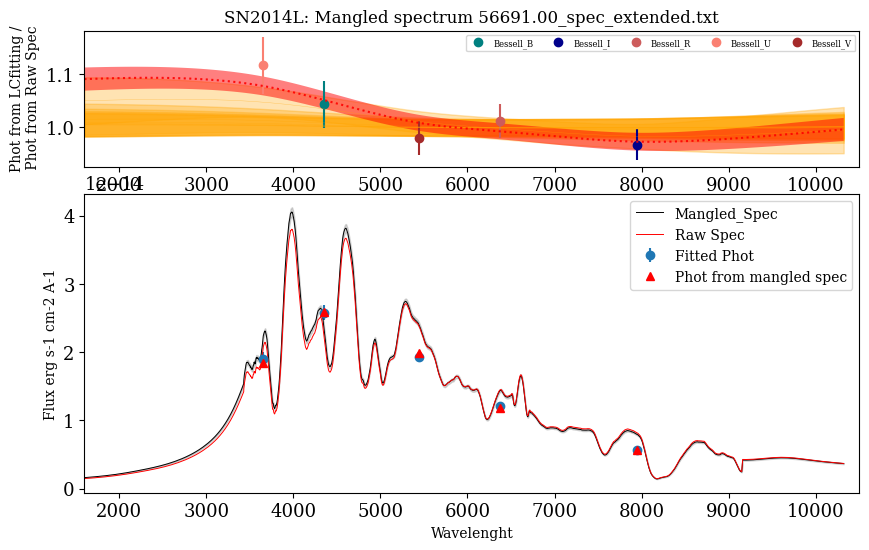 SN2014L: Mangled spectrum 56691.00_spec_extended.txt
Phot from LCfitting /
Phot from Raw Spec
Bessell_B
Bessell_I
Bessell_R
Bessell_U
Bessell_V
1.1
1.0
2000 3000 4000 5000 6000 7000 8000 9000 10000
1e−14
Flux erg s-1 cm-2 A-1
Mangled_Spec
Raw Spec
Fitted Phot
Phot from mangled spec
4
3
2
1
0
2000 3000 4000 5000 6000 7000 8000 9000 10000
Wavelenght